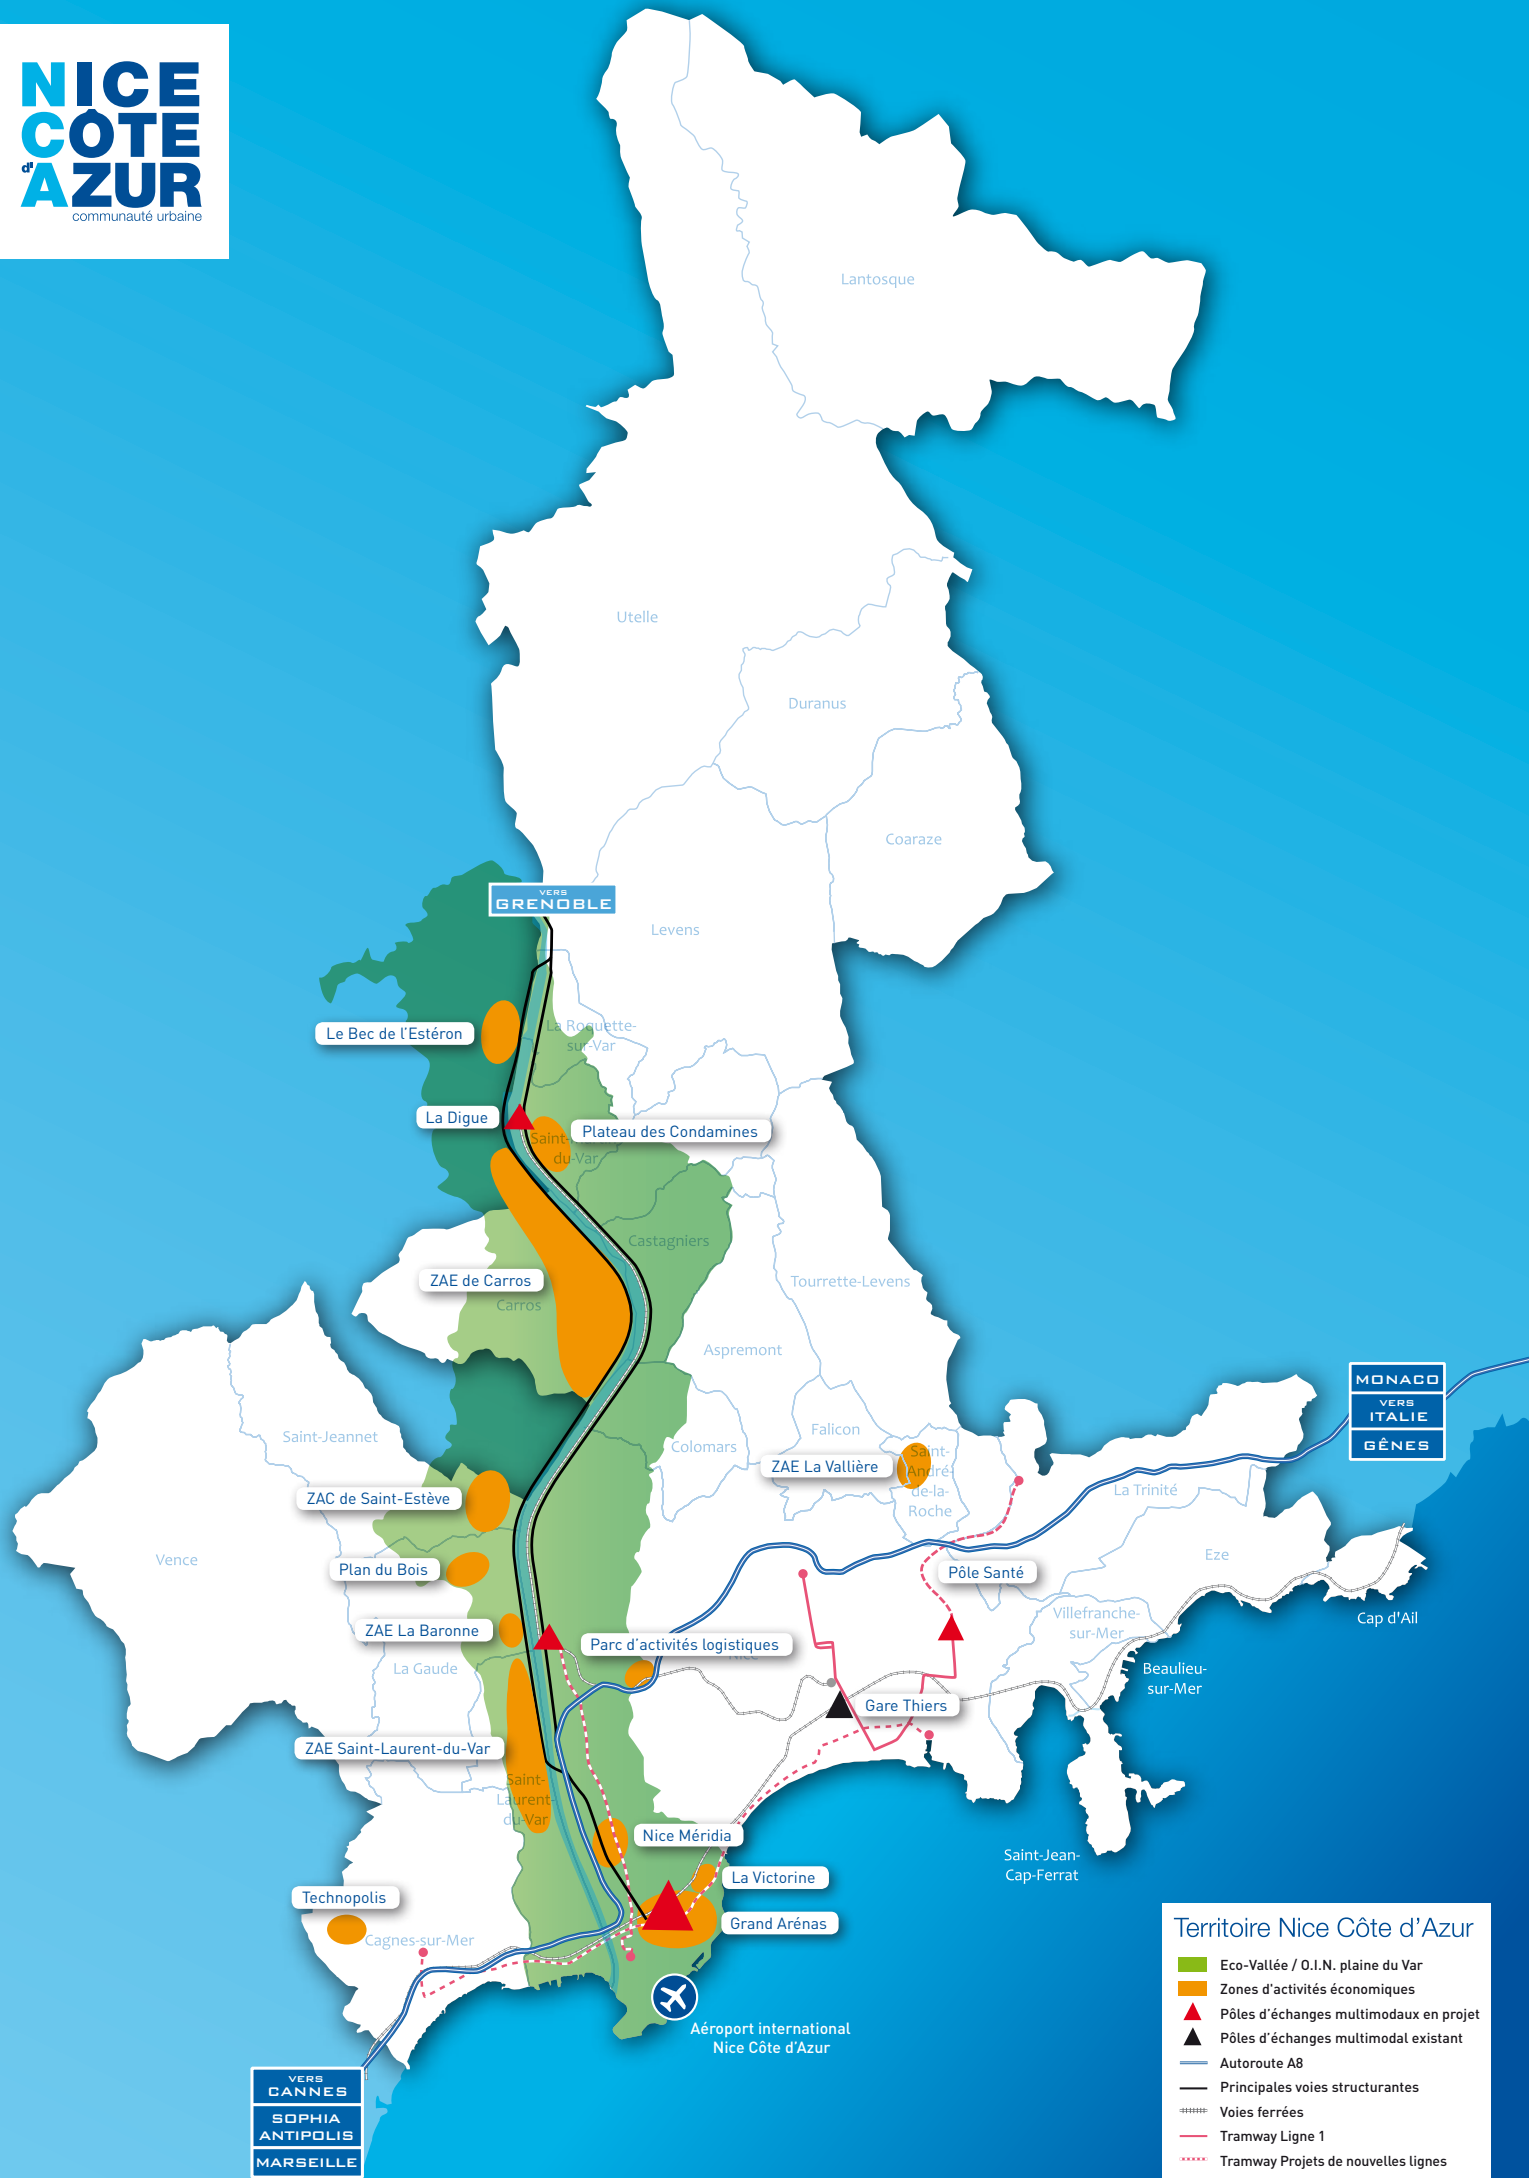 NICE
CÔTE
d'AZUR
communauté urbaine
Lantosque
Utelle
Duranus
Coaraze
VERS
GRENOBLE
Levens
La Roquette-
sur-Var
Le Bec de l'Estéron
La Digue
Plateau des Condamines
Saint-
du-Var
Castagniers
ZAE de Carros
Carros
Tourrette-Levens
Aspremont
MONACO
VERS
ITALIE
GÊNES
Saint-Jeannet
Colomars
Falicon
ZAE La Vallière
Saint-
André-
de-la-
Roche
La Trinité
ZAC de Saint-Estève
Vence
Plan du Bois
Pôle Santé
Eze
Cap d'Ail
ZAE La Baronne
Parc d'activités logistiques
Nice
Villefranche-
sur-Mer
La Gaude
Beaulieu-
sur-Mer
Gare Thiers
ZAE Saint-Laurent-du-Var
Saint-
Laurent-
du-Var
Nice Méridia
La Victorine
Saint-Jean-
Cap-Ferrat
Technopolis
Grand Arénas
Cagnes-sur-Mer
Aéroport international
Nice Côte d'Azur
VERS
CANNES
SOPHIA
ANTIPOLIS
MARSEILLE
Territoire Nice Côte d'Azur
Eco-Vallée / O.I.N. plaine du Var
Zones d'activités économiques
Pôles d'échanges multimodaux en projet
Pôles d'échanges multimodal existant
Autoroute A8
Principales voies structurantes
Voies ferrées
Tramway Ligne 1
Tramway Projets de nouvelles lignes